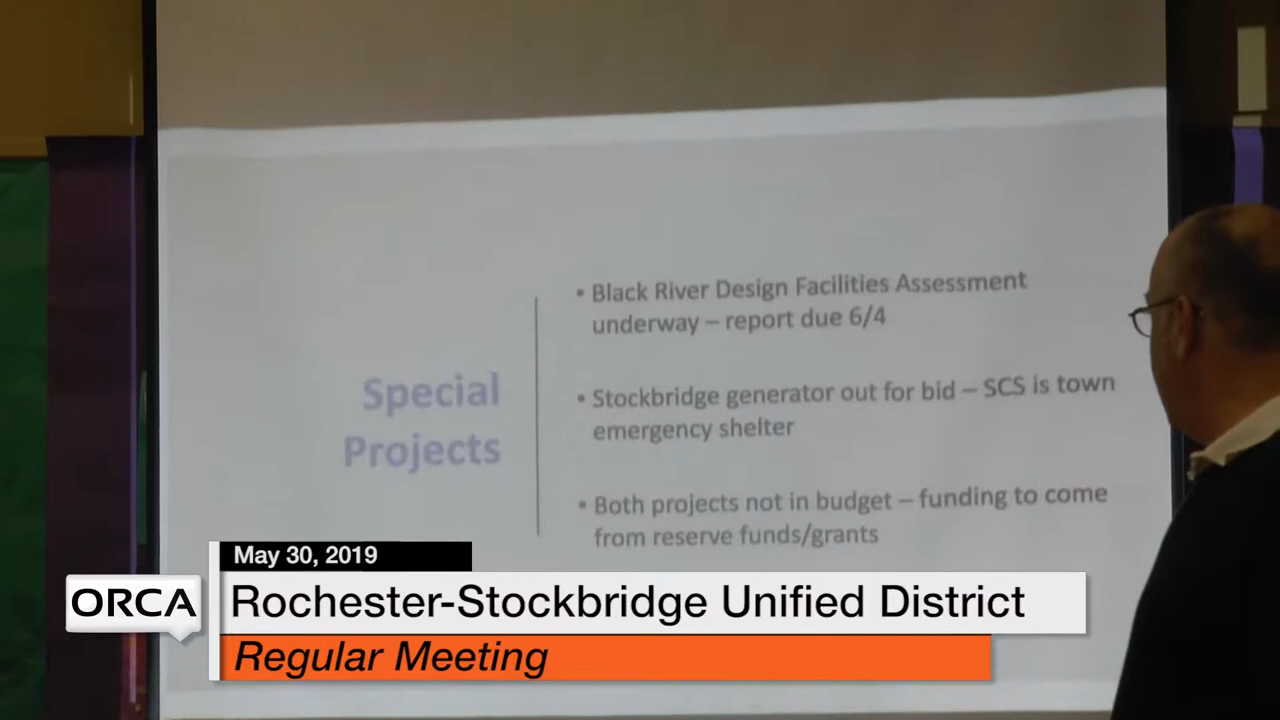 • Black River Design Facilities Assessment
underway – report due 6/4
Special
Projects
• Stockbridge generator out for bid – SCS is town
emergency shelter
• Both projects not in budget – funding to come
from reserve funds/grants
May 30, 2019
ORCA
Rochester-Stockbridge Unified District
Regular Meeting